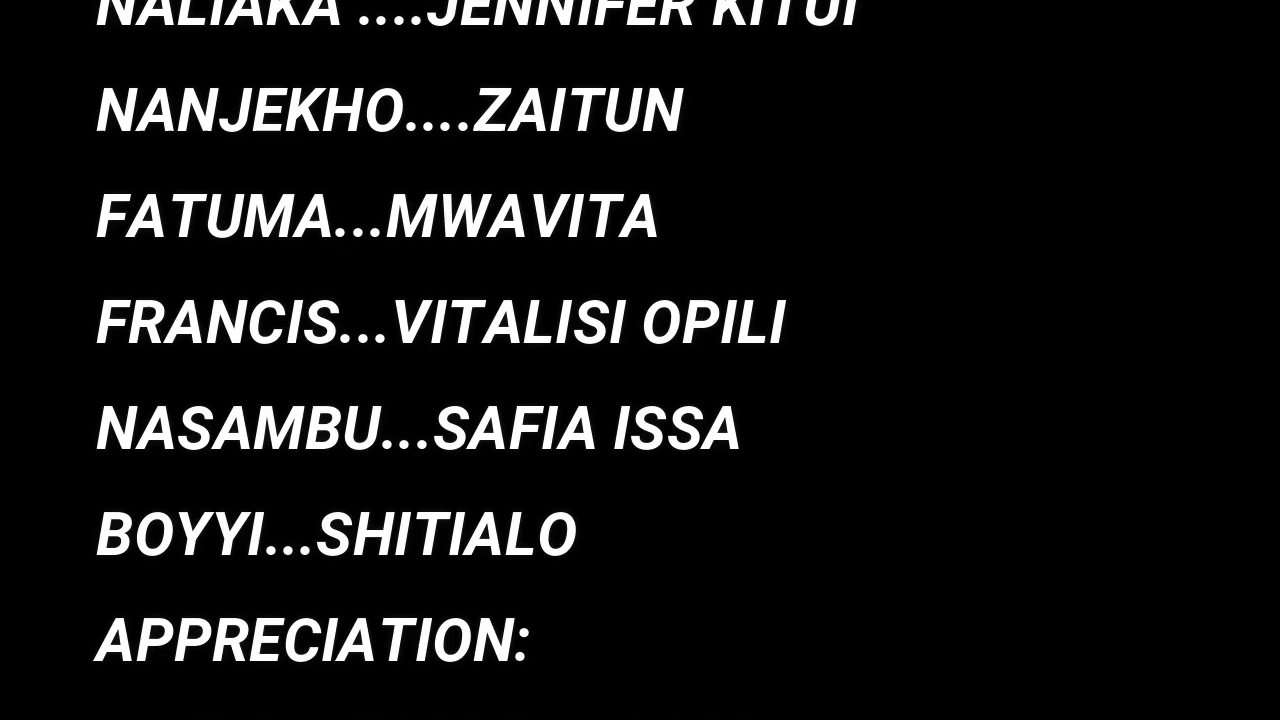 NALIAKA ....JENNIFER KITUI
NANJEKHO....ZAITUN
FATUMA...MWAVITA
FRANCIS...VITALISI OPILI
NASAMBU...SAFIA ISSA
BOYYI...SHITIALO
APPRECIATION: